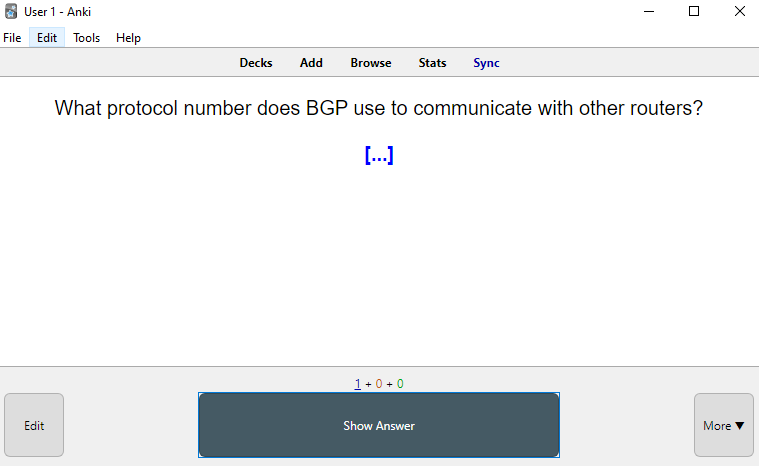 User 1 - Anki
File Edit Tools Help
Decks Add Browse Stats Sync
What protocol number does BGP use to communicate with other routers?
[...]
1 + 0 + 0
Edit Show Answer More ▼